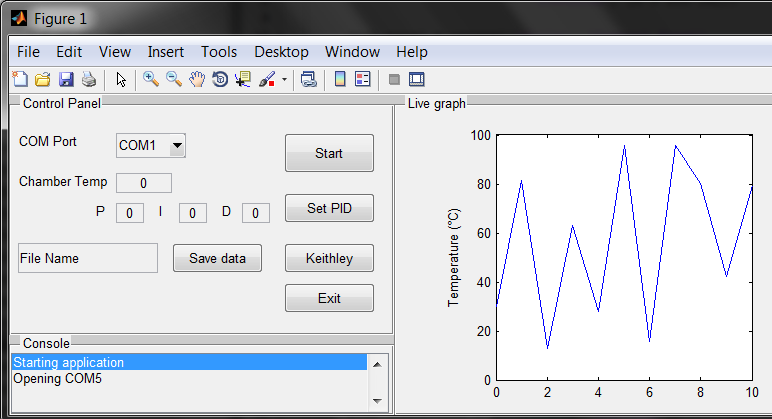 Figure 1
File Edit View Insert Tools Desktop Window Help
Control Panel
COM Port COM1 Start
Chamber Temp 0
P 0 I 0 D 0 Set PID
File Name Save data Keithley
Exit
Console
Starting application
Opening COM5
Live graph
100
80
60
40
20
0
Temperature (°C)
0 2 4 6 8 10